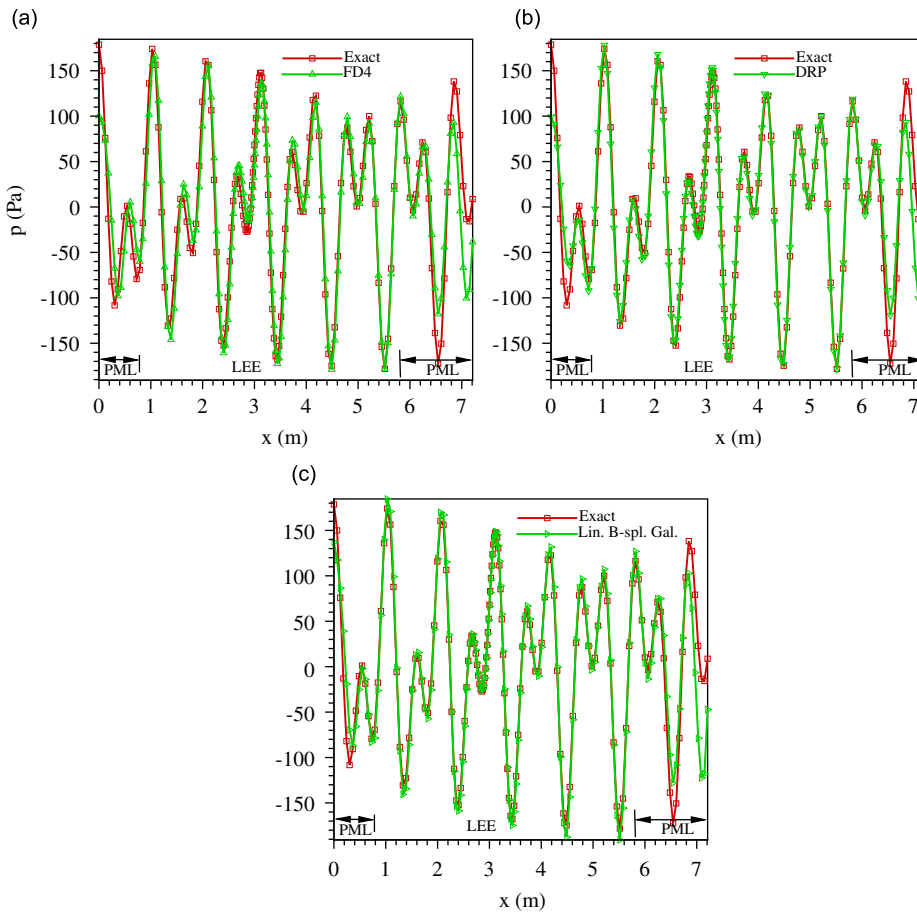 (a)
150
100
50
0
-50
-100
-150
p (Pa)
Exact
FD4
PML
LEE
PML
0 1 2 3 4 5 6 7
x (m)
(b)
150
100
50
0
-50
-100
-150
Exact
DRP
PML
LEE
PML
0 1 2 3 4 5 6 7
x (m)
(c)
150
100
50
0
-50
-100
-150
Exact
Lin. B-spl. Gal.
PML
LEE
PML
0 1 2 3 4 5 6 7
x (m)